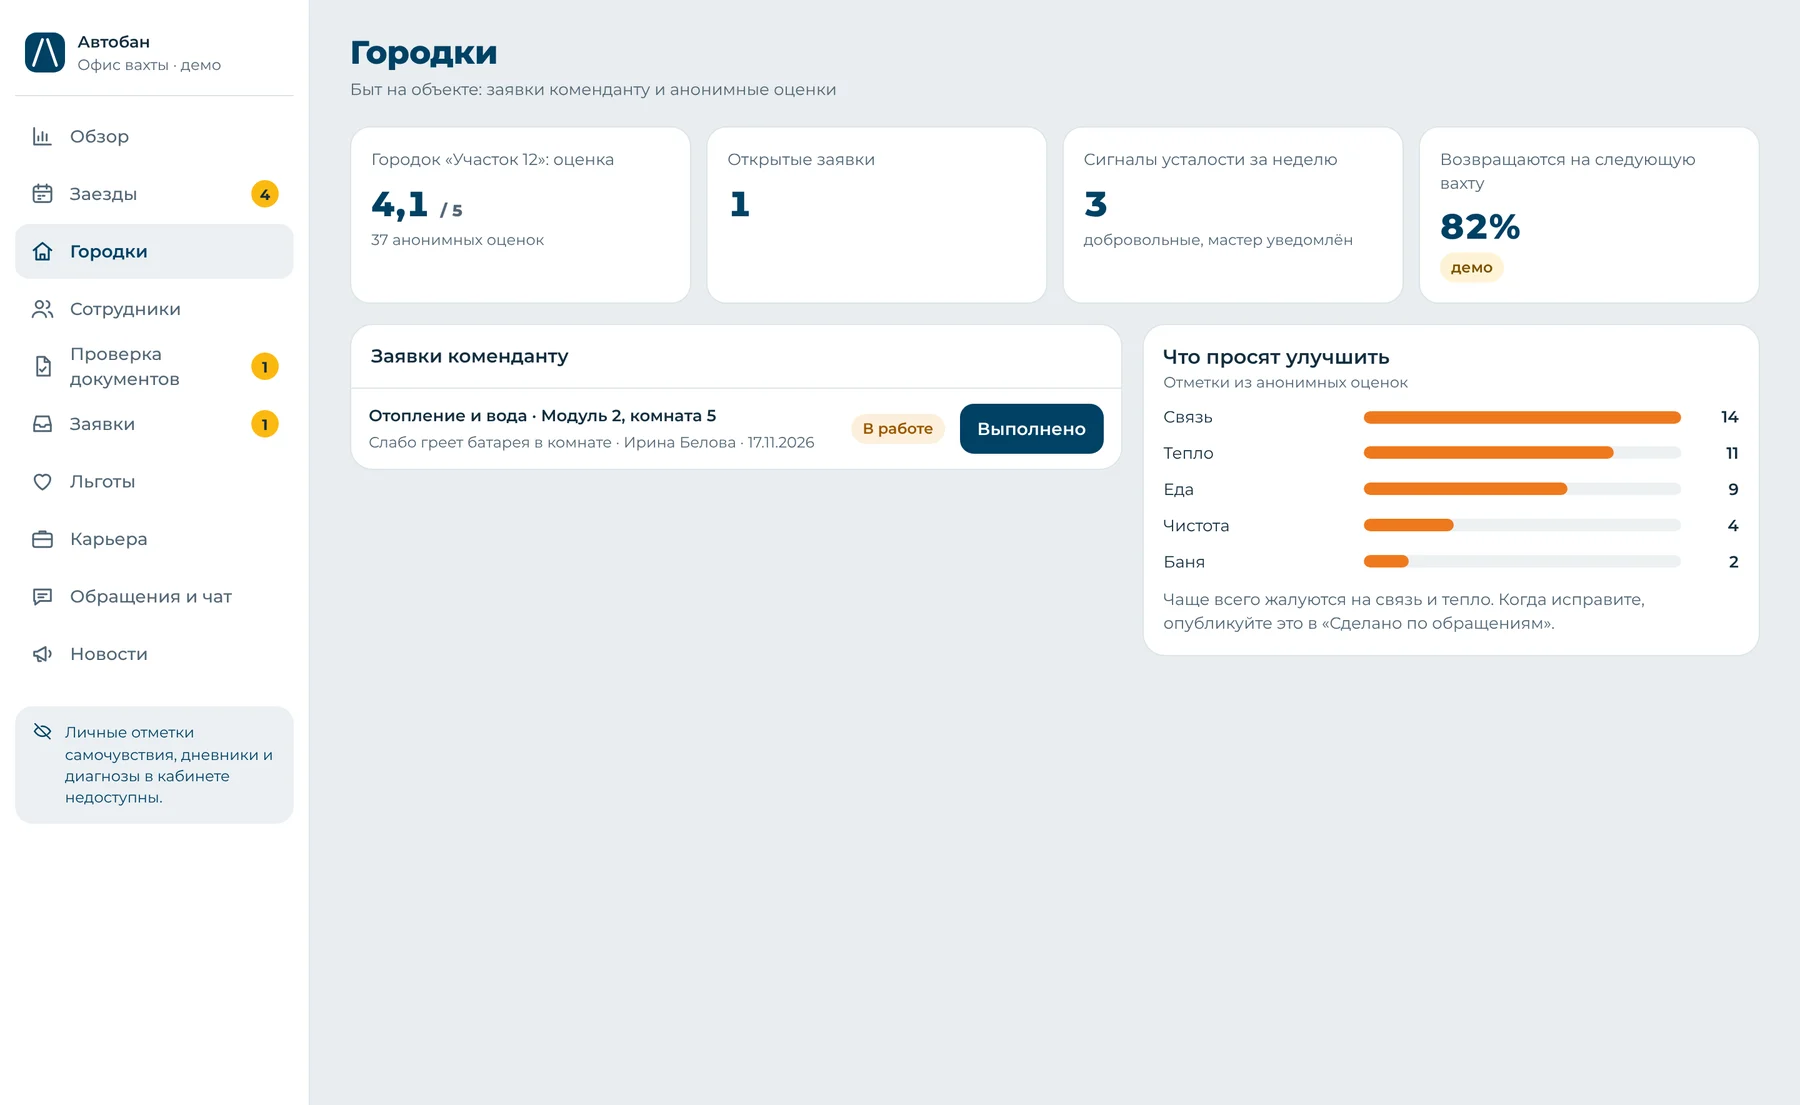 Автобан
Офис вахты · демо
Обзор
Заезды
4
Городки
Сотрудники
Проверка
документов
1
Заявки
1
Льготы
Карьера
Обращения и чат
Новости
Личные отметки
самочувствия, дневники и
диагнозы в кабинете
недоступны.
Городки
Быт на объекте: заявки коменданту и анонимные оценки
Городок «Участок 12»: оценка
4,1 / 5
37 анонимных оценок
Открытые заявки
1
Сигналы усталости за неделю
3
добровольные, мастер уведомлён
Возвращаются на следующую
вахту
82%
демо
Заявки коменданту
Отопление и вода · Модуль 2, комната 5
Слабо греет батарея в комнате · Ирина Белова · 17.11.2026
В работе
Выполнено
Что просят улучшить
Отметки из анонимных оценок
Связь 14
Тепло 11
Еда 9
Чистота 4
Баня 2
Чаще всего жалуются на связь и тепло. Когда исправите,
опубликуйте это в «Сделано по обращениям».